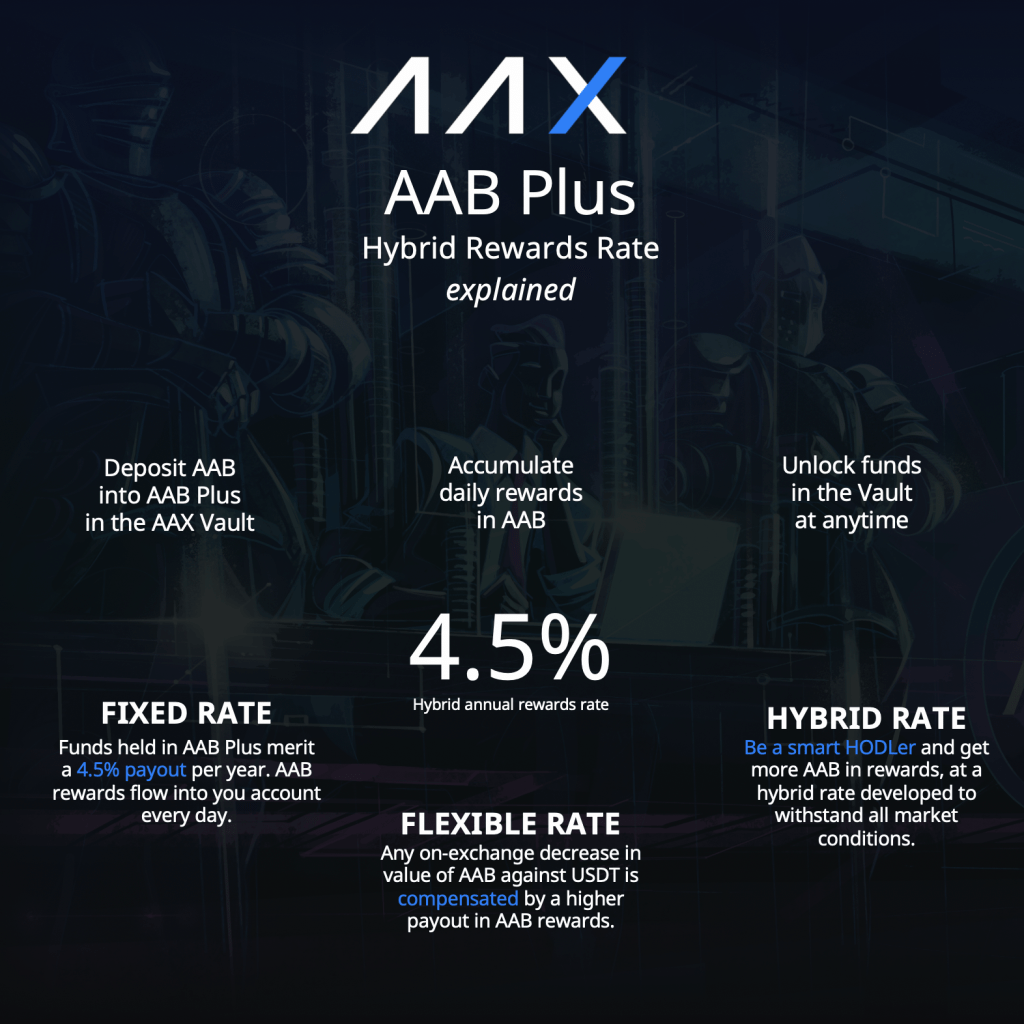 AAX
AAB Plus
Hybrid Rewards Rate
explained
Deposit AAB
into AAB Plus
in the AAX Vault
Accumulate
daily rewards
in AAB
Unlock funds
in the Vault
at anytime
4.5%
Hybrid annual rewards rate
FIXED RATE
Funds held in AAB Plus merit
a 4.5% payout per year. AAB
rewards flow into you account
every day.
FLEXIBLE RATE
Any on-exchange decrease in
value of AAB against USDT is
compensated by a higher
payout in AAB rewards.
HYBRID RATE
Be a smart HODLer and get
more AAB in rewards, at a
hybrid rate developed to
withstand all market
conditions.